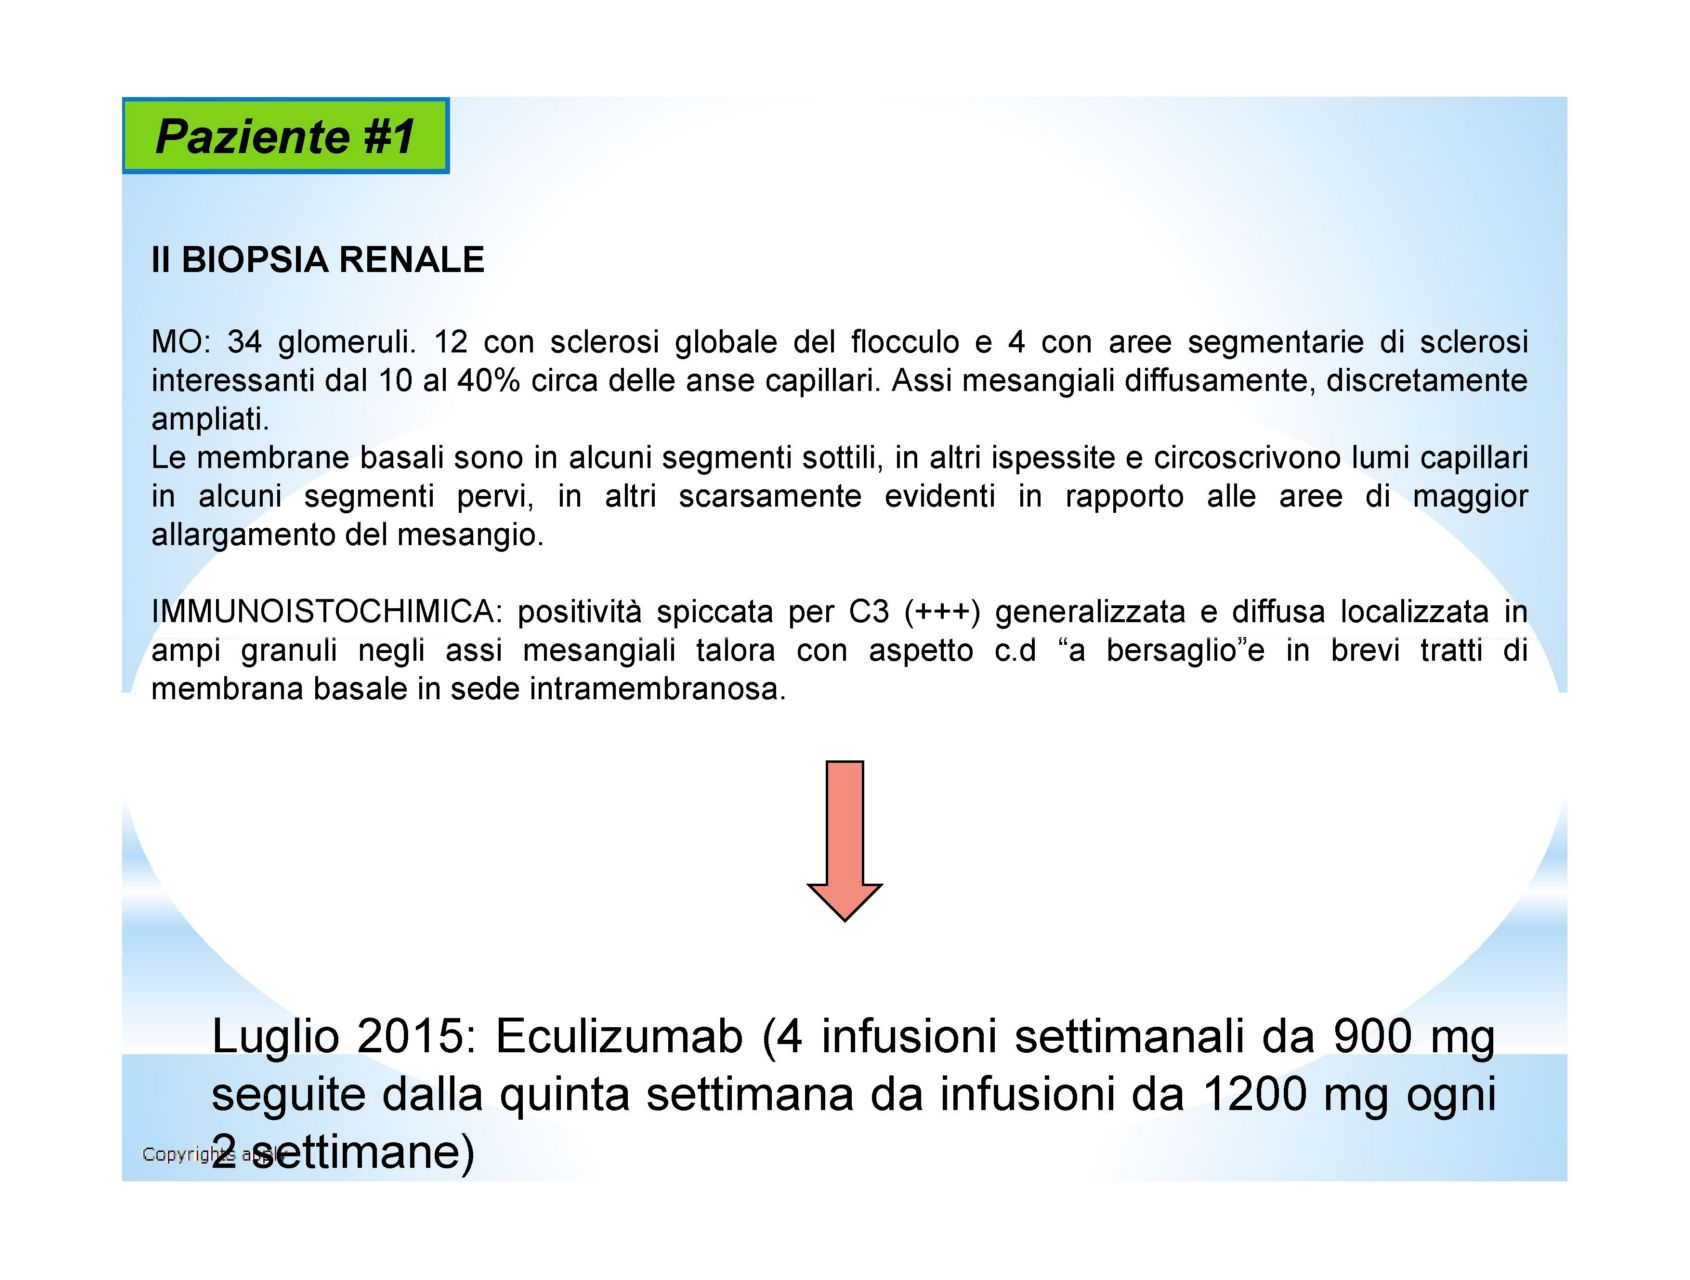 Paziente #1
II BIOPSIA RENALE
MO: 34 glomeruli. 12 con sclerosi globale del flocculo e 4 con aree segmentarie di sclerosi
interessanti dal 10 al 40% circa delle anse capillari. Assi mesangiali diffusamente, discretamente
ampliati.
Le membrane basali sono in alcuni segmenti sottili, in altri ispessite e circoscrivono lumi capillari
in alcuni segmenti pervi, in altri scarsamente evidenti in rapporto alle aree di maggior
allargamento del mesangio.
IMMUNOISTOCHIMICA: positività spiccata per C3 (+++) generalizzata e diffusa localizzata in
ampi granuli negli assi mesangiali talora con aspetto c.d “a bersaglio”e in brevi tratti di
membrana basale in sede intramembranosa.
Luglio 2015: Eculizumab (4 infusioni settimanali da 900 mg
seguite dalla quinta settimana da infusioni da 1200 mg ogni
2 settimane)
Copyrights apply